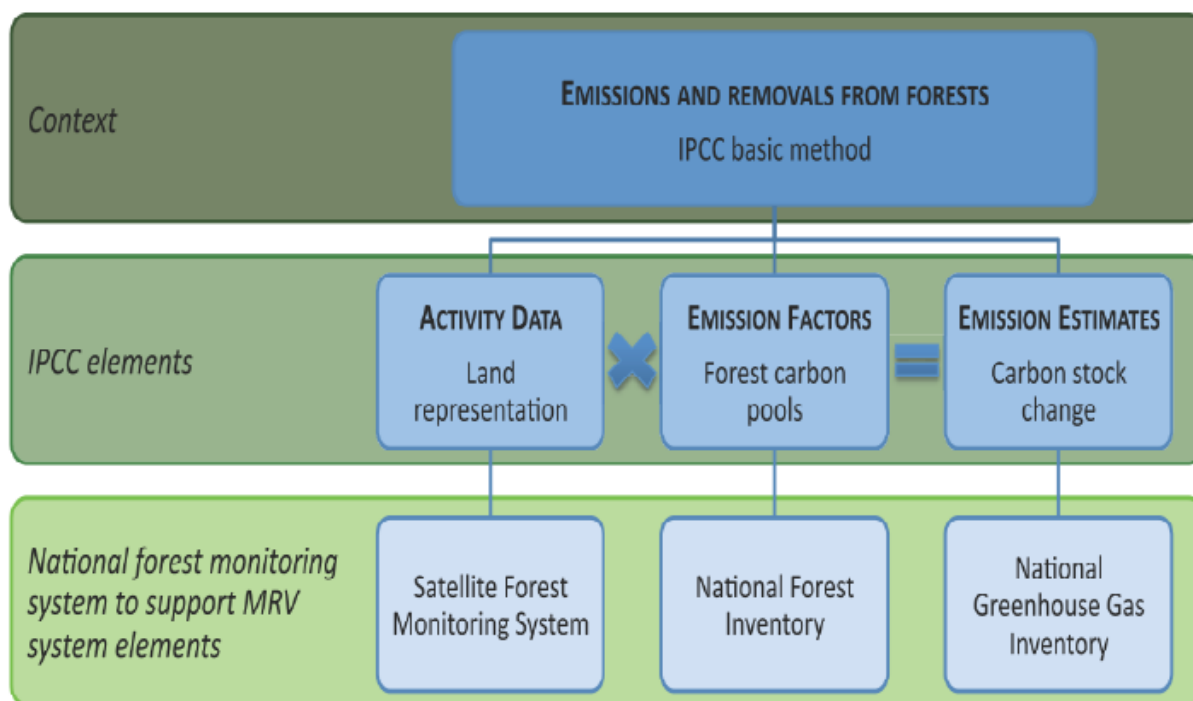 Context
EMISSIONS AND REMOVALS FROM FORESTS
IPCC basic method
IPCC elements
ACTIVITY DATA
Land
representation
EMISSION FACTORS
Forest carbon
pools
EMISSION ESTIMATES
Carbon stock
change
National forest monitoring
system to support MRV
system elements
Satellite Forest
Monitoring System
National Forest
Inventory
National
Greenhouse Gas
Inventory